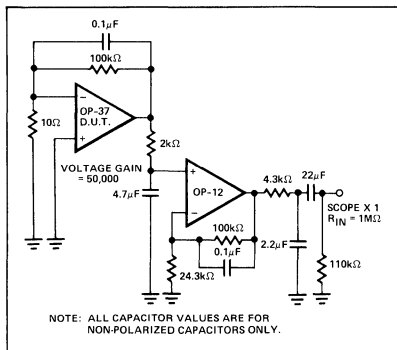 0.1μF
100kΩ
OP-37
D.U.T.
10Ω
2kΩ
VOLTAGE GAIN
= 50,000
4.7μF
OP-12
4.3kΩ
22μF
SCOPE X 1
RIN = 1MΩ
100kΩ
2.2μF
0.1μF
110kΩ
24.3kΩ
NOTE: ALL CAPACITOR VALUES ARE FOR
NON-POLARIZED CAPACITORS ONLY.